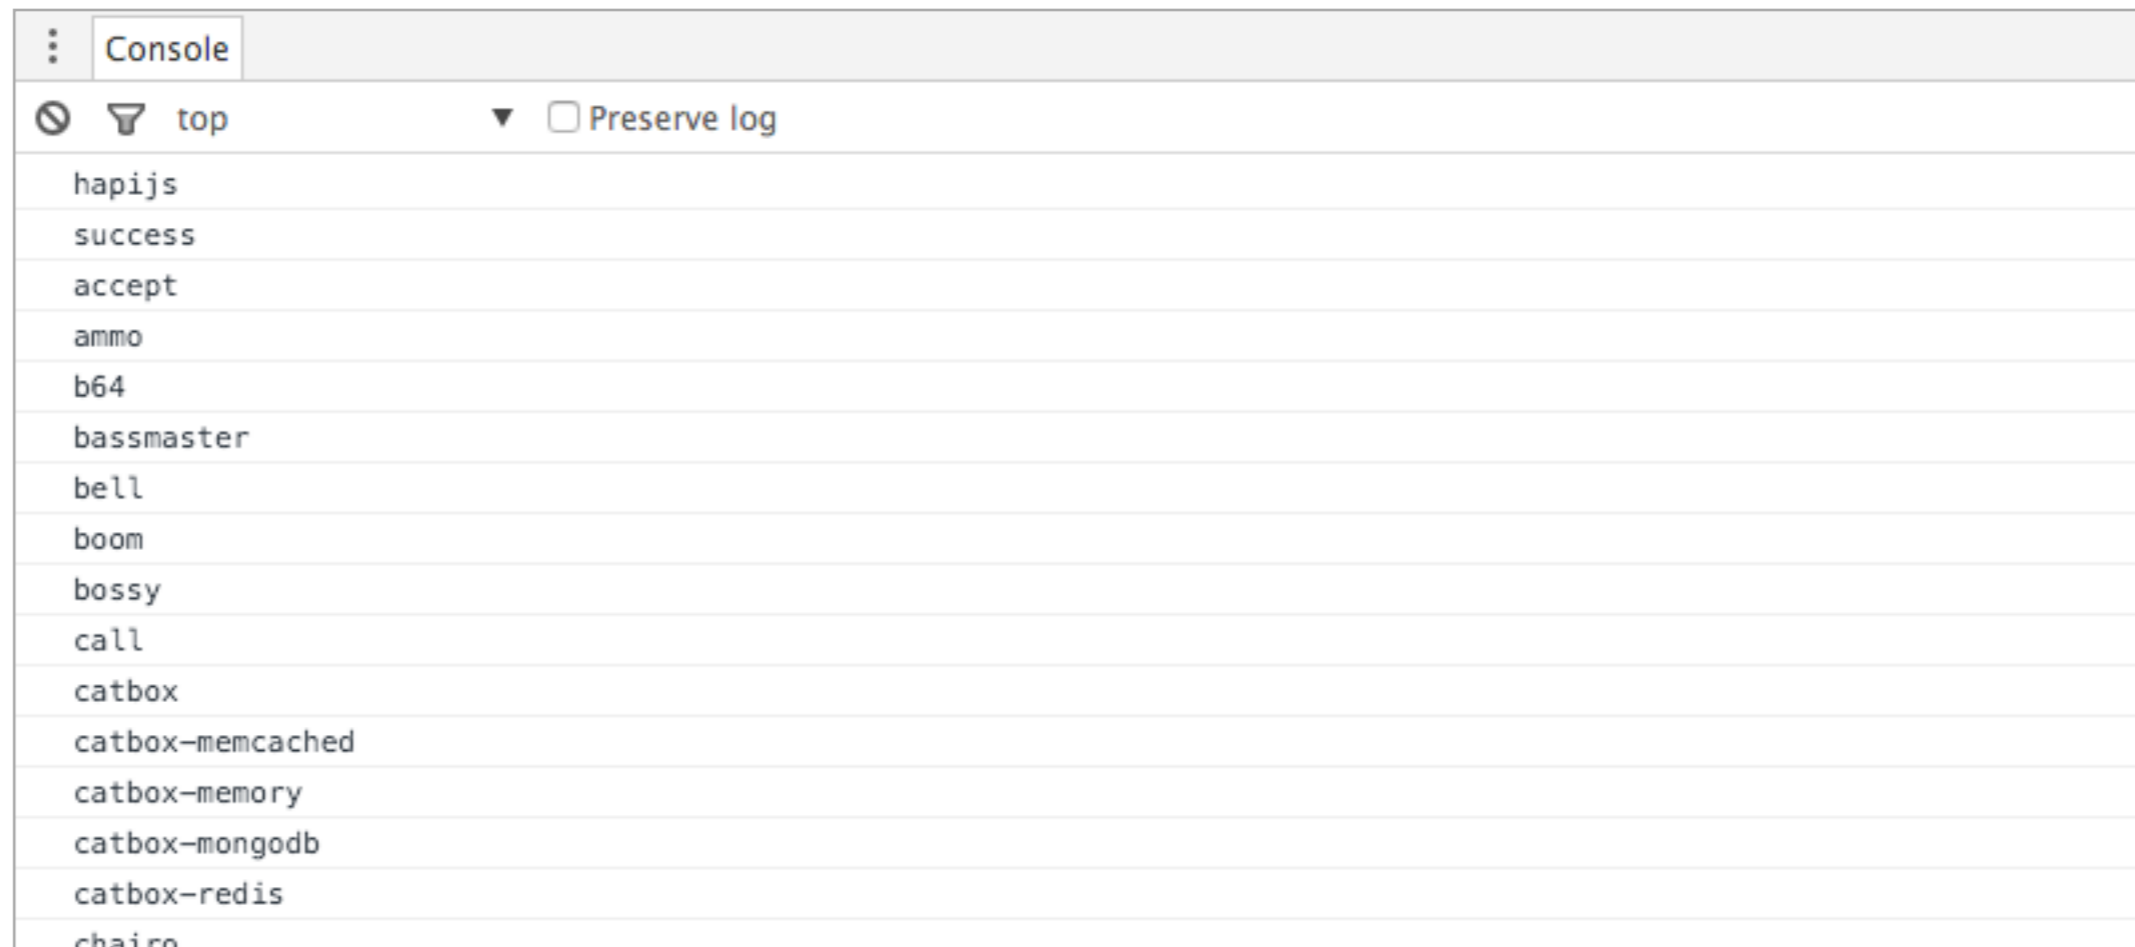 Console
top Preserve log
hapijs
success
accept
ammo
b64
bassmaster
bell
boom
bossy
call
catbox
catbox-memcached
catbox-memory
catbox-mongodb
catbox-redis
chairo